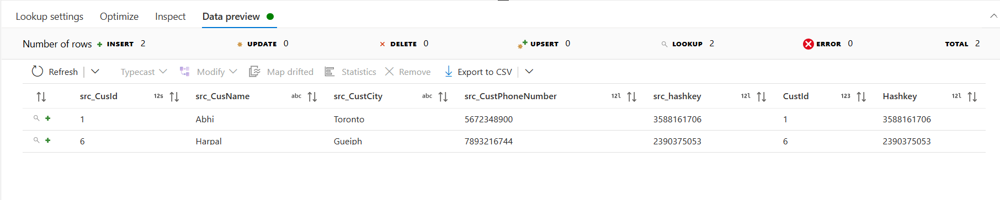 Lookup settings Optimize Inspect Data preview
Number of rows INSERT 2 UPDATE 0 DELETE 0 UPSERT 0 LOOKUP 2 ERROR 0 TOTAL 2
Refresh Typecast Modify Map drifted Statistics Remove Export to CSV
src_CusId 12s src_CusName abc src_CustCity abc src_CustPhoneNumber 12l src_hashkey 12l CustId 123 Hashkey 12l
1 Abhi Toronto 5672348900 3588161706 1 3588161706
6 Harpal Gueiph 7893216744 2390375053 6 2390375053